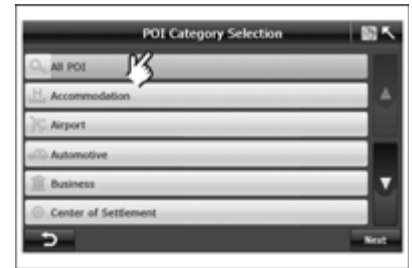 POI Category Selection
All POI
Accommodation
Airport
Automotive
Business
Center of Settlement
Next